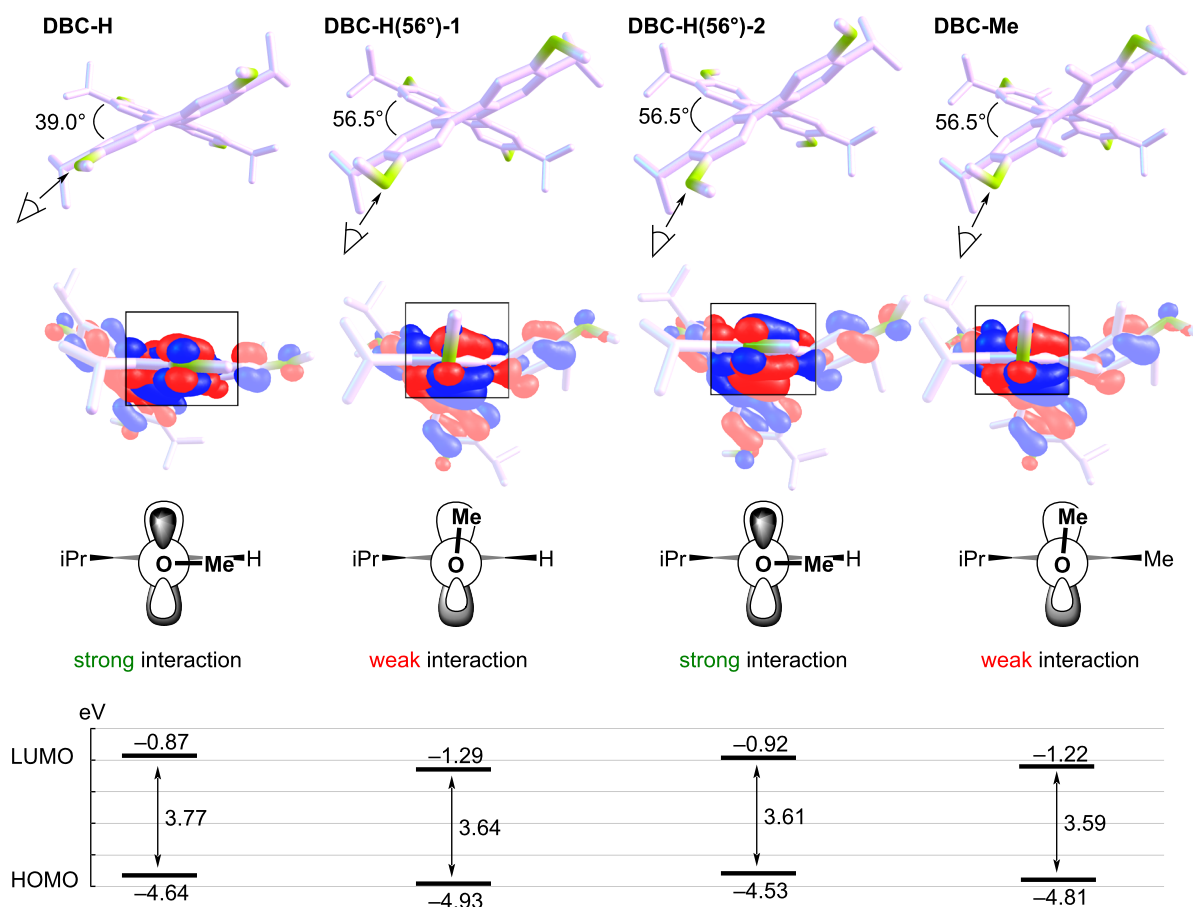 DBC-H DBC-H(56°)-1 DBC-H(56°)-2 DBC-Me
39.0° 56.5° 56.5° 56.5°
iPr O Me H iPr Me O H iPr O Me H iPr Me O Me
strong interaction weak interaction strong interaction weak interaction
eV
LUMO –0.87 –1.29 –0.92 –1.22
3.77 3.64 3.61 3.59
HOMO –4.64 –4.93 –4.53 –4.81